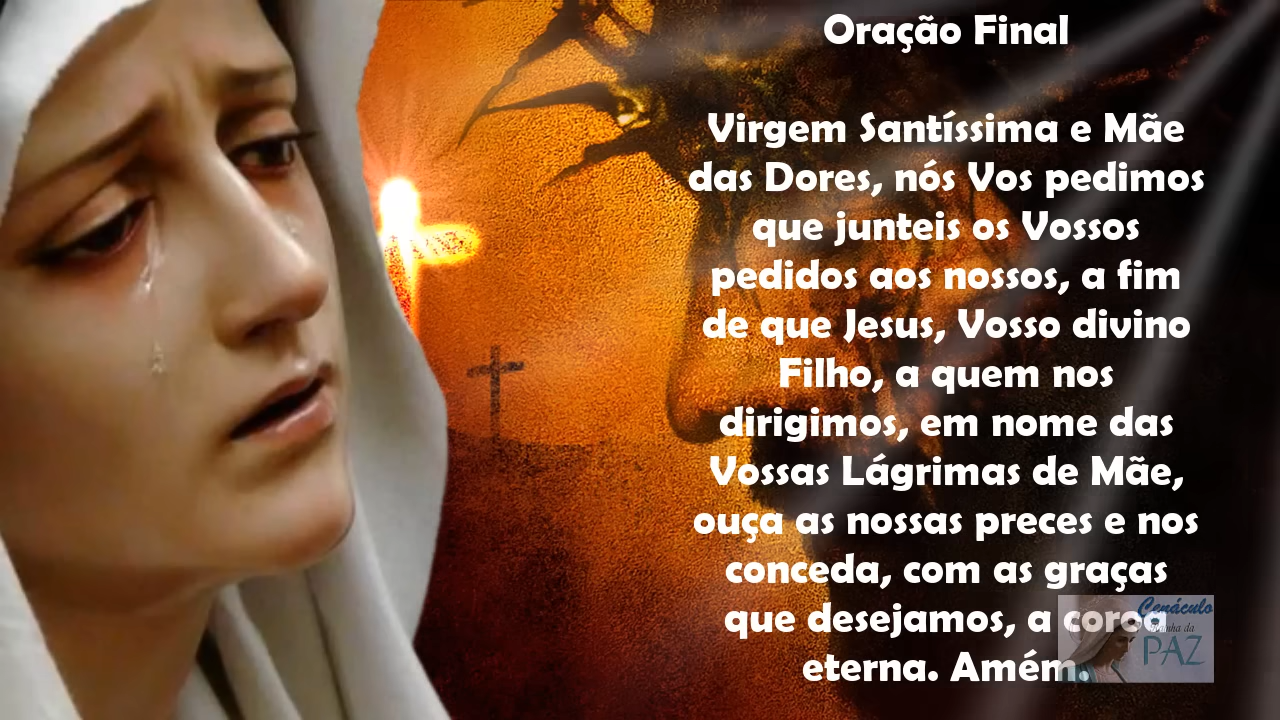 Oração Final
Virgem Santíssima e Mãe
das Dores, nós Vos pedimos
que junteis os Vossos
pedidos aos nossos, a fim
de que Jesus, Vosso divino
Filho, a quem nos
dirigimos, em nome das
Vossas Lágrimas de Mãe,
ouça as nossas preces e nos
conceda, com as graças
que desejamos, a coroa
eterna. Amém.
Cenáculo
Rainha da
PAZ